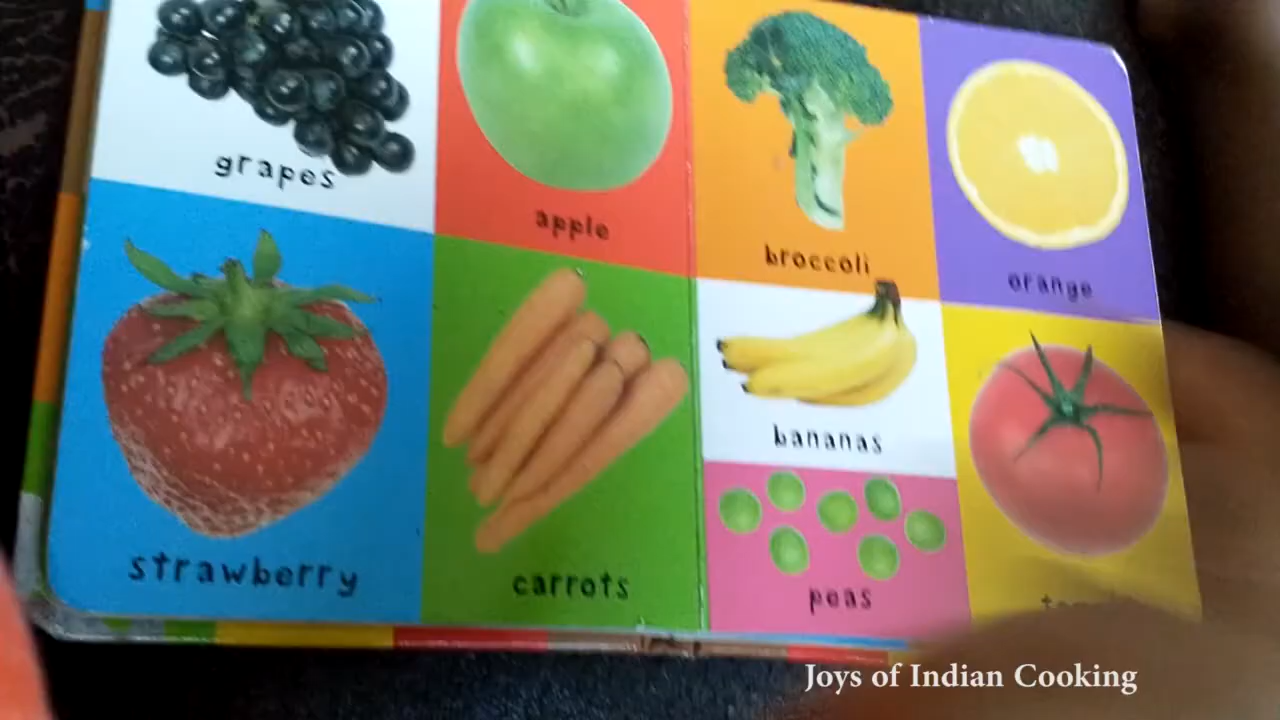 grapes
apple
broccoli
orange
strawberry
carrots
bananas
peas
Joys of Indian Cooking